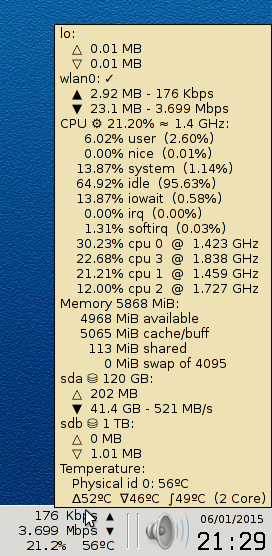 lo:
△ 0.01 MB
▽ 0.01 MB
wlan0: ✓
▲ 2.92 MB - 176 Kbps
▼ 23.1 MB - 3.699 Mbps
CPU ⚙ 21.20% ≈ 1.4 GHz:
6.02% user (2.60%)
0.00% nice (0.01%)
13.87% system (1.14%)
64.92% idle (95.63%)
13.87% iowait (0.58%)
0.00% irq (0.00%)
1.31% softirq (0.03%)
30.23% cpu 0 @ 1.423 GHz
22.68% cpu 3 @ 1.838 GHz
21.21% cpu 1 @ 1.459 GHz
12.00% cpu 2 @ 1.727 GHz
Memory 5868 MiB:
4968 MiB available
5065 MiB cache/buff
113 MiB shared
0 MiB swap of 4095
sda ⛁ 120 GB:
△ 202 MB
▼ 41.4 GB - 521 MB/s
sdb ⛁ 1 TB:
△ 0 MB
▽ 1.01 MB
Temperature:
Physical id 0: 56ºC
∆52ºC ∇46ºC ∫49ºC (2 Core)
176 Kbps ▲
3.699 Mbps ▼
21.2% 56ºC
06/01/2015
21:29